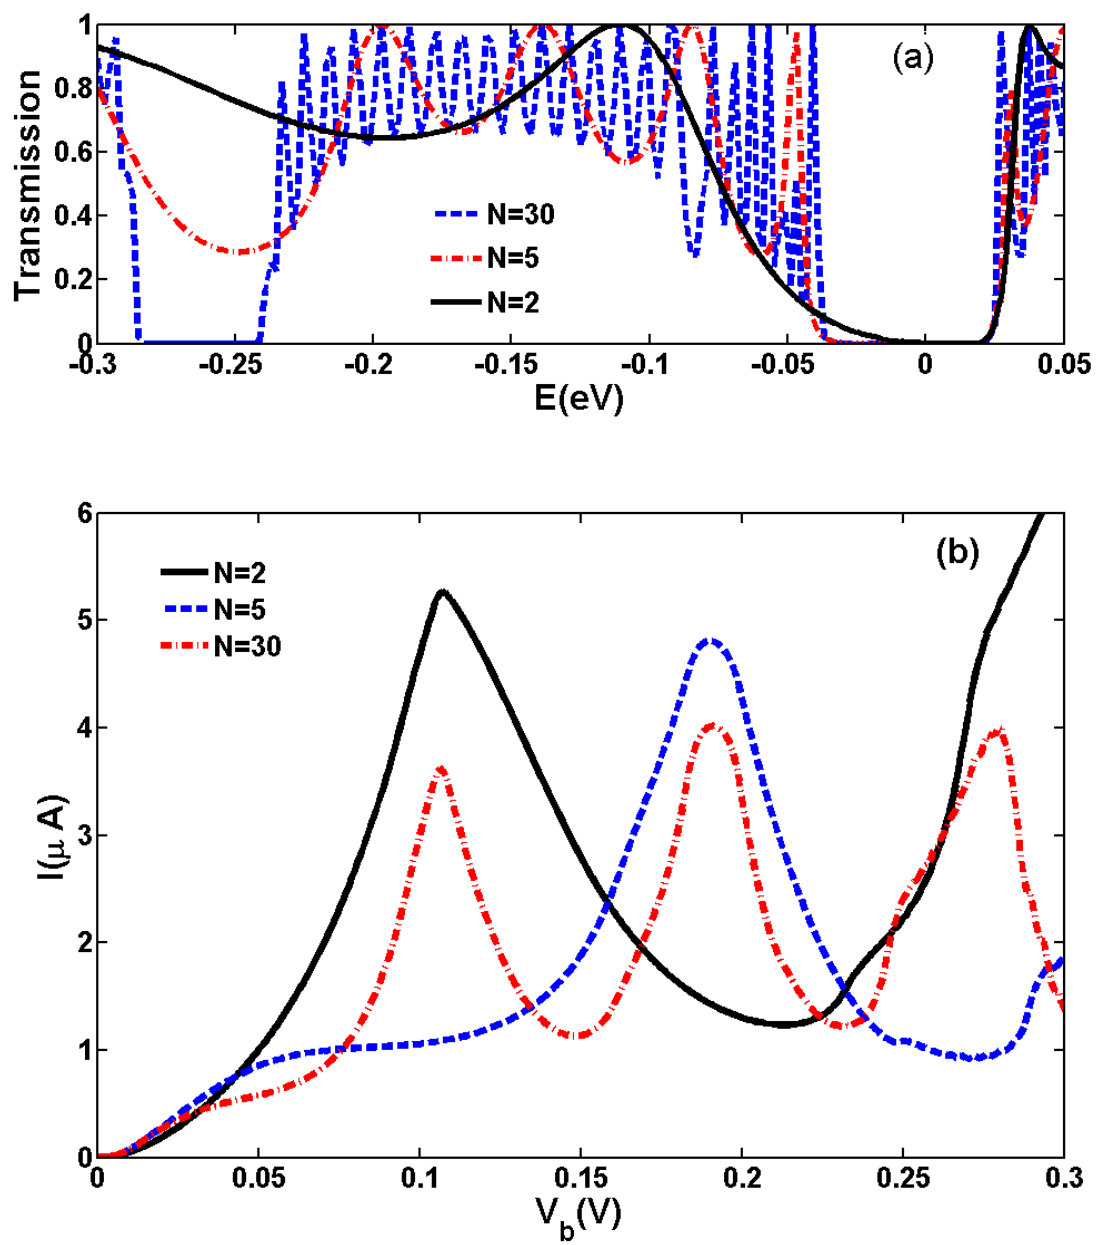 (a)
Transmission
1
0.8
0.6
0.4
0.2
0
N=30
N=5
N=2
-0.3 -0.25 -0.2 -0.15 -0.1 -0.05 0 0.05
E(eV)
(b)
I(μ A)
6
5
4
3
2
1
0
N=2
N=5
N=30
0 0.05 0.1 0.15 0.2 0.25 0.3
V_b(V)